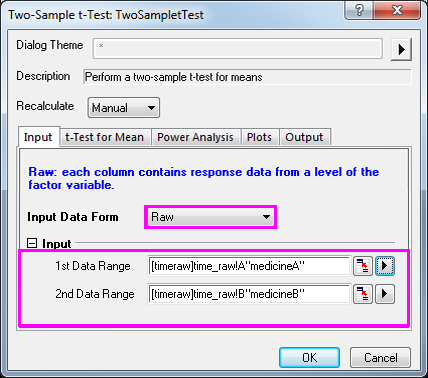 Two-Sample t-Test: TwoSampletTest
Dialog Theme *
Description Perform a two-sample t-test for means
Recalculate Manual
Input t-Test for Mean Power Analysis Plots Output
Raw: each column contains response data from a level of the
factor variable.
Input Data Form Raw
Input
1st Data Range [timeraw]time_raw!A"medicineA"
2nd Data Range [timeraw]time_raw!B"medicineB"
OK Cancel